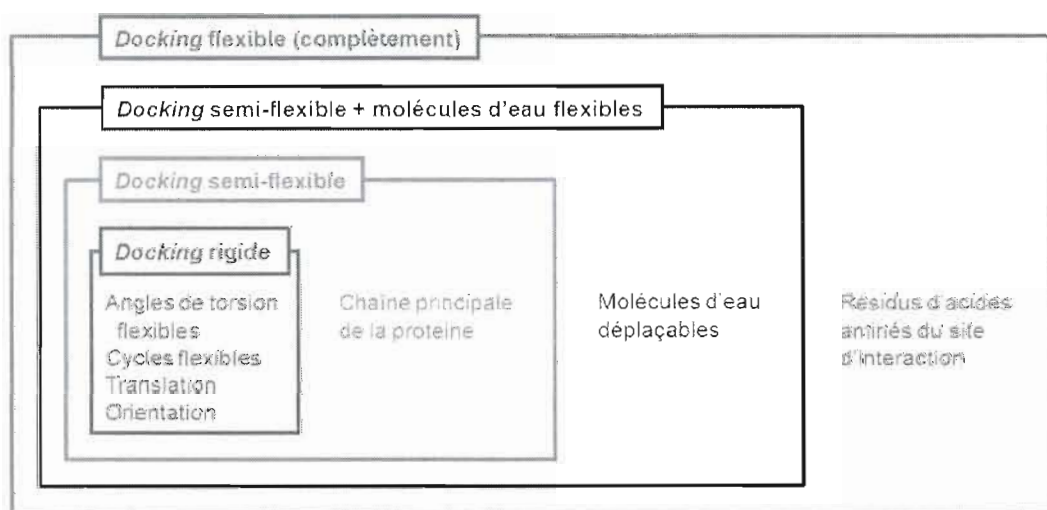 Docking flexible (complètement)
Docking semi-flexible + molécules d'eau flexibles
Docking semi-flexible
Docking rigide
Angles de torsion
flexibles
Cycles flexibles
Translation
Orientation
Chaîne principale
de la proteine
Molécules d'eau
déplaçables
Résidus d'acides
aminés du site
d'interaction